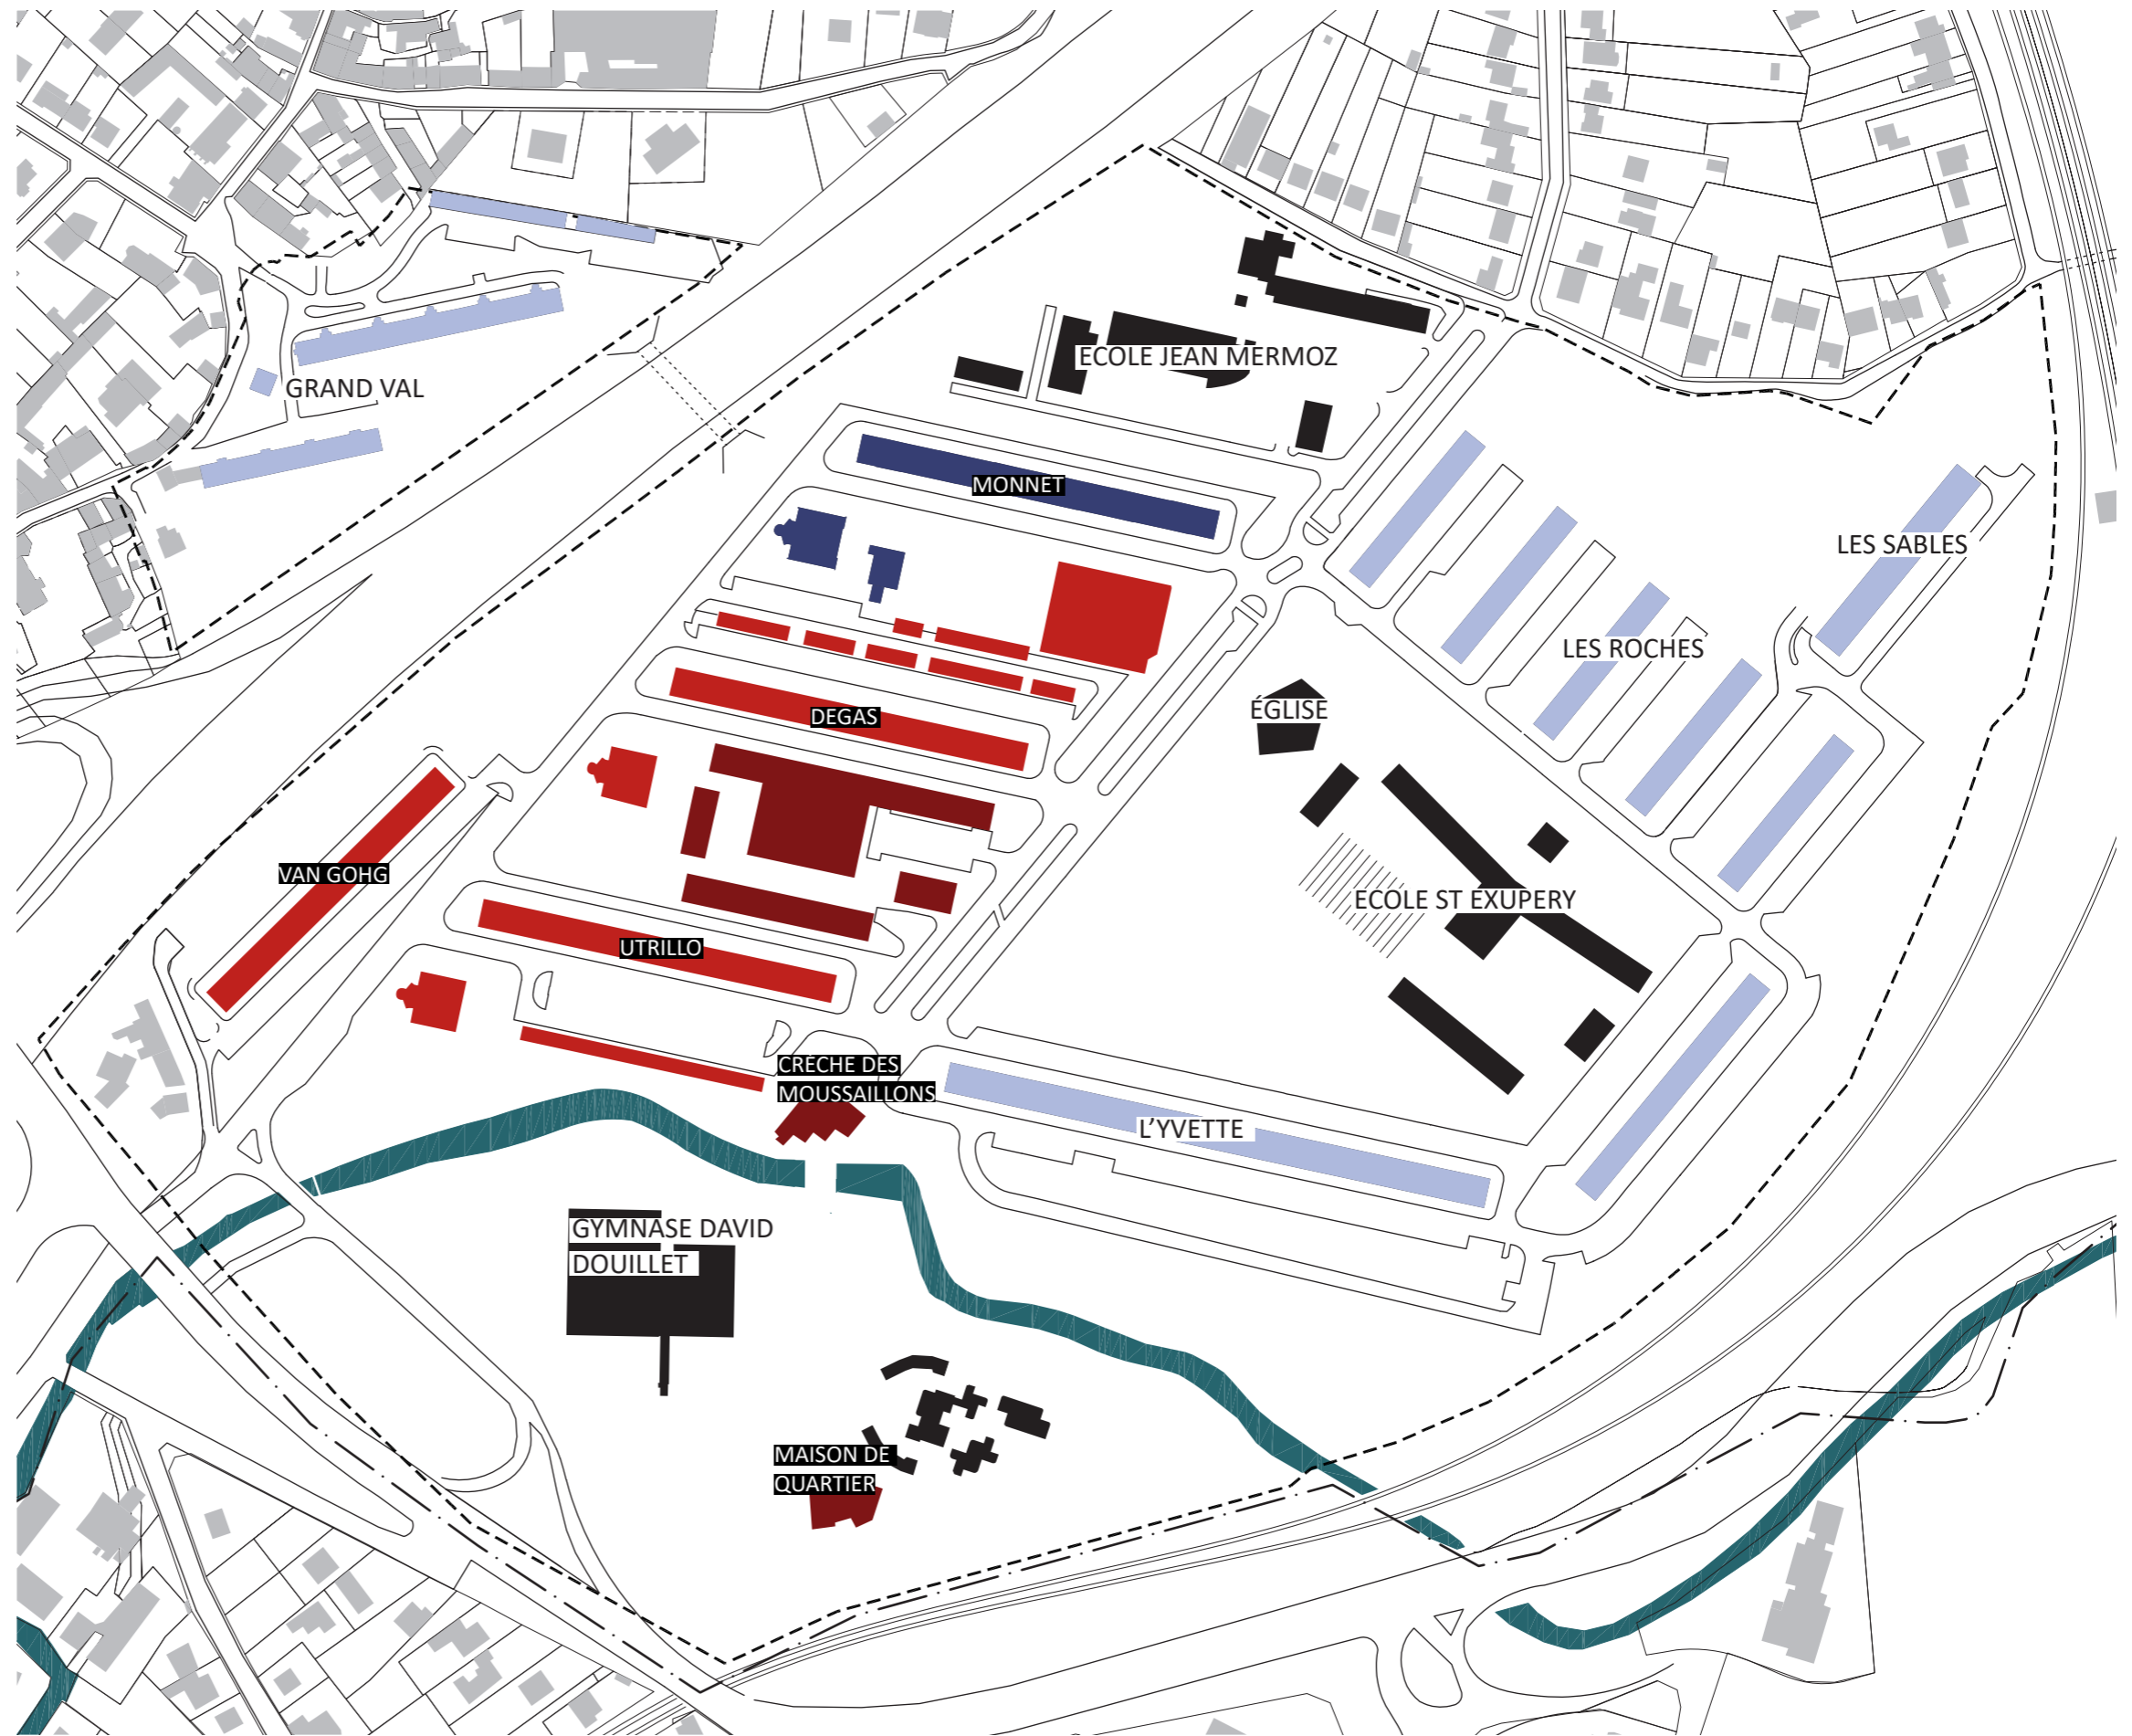 ECOLE JEAN MERMOZ
GRAND VAL
MONNET
LES SABLES
LES ROCHES
ÉGLISE
DEGAS
VAN GOHG
ECOLE ST EXUPERY
UTRILLO
CRÈCHE DES
MOUSSAILLONS
L'YVETTE
GYMNASE DAVID
DOUILLET
MAISON DE
QUARTIER